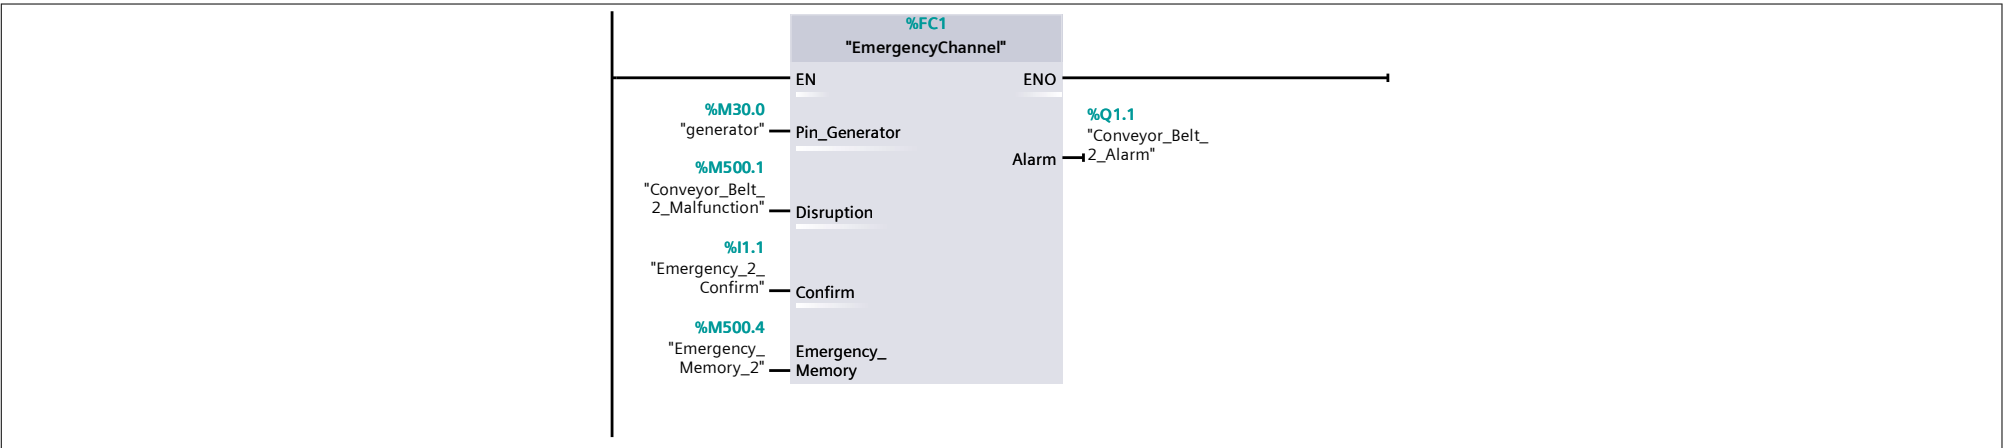 %FC1
"EmergencyChannel"
EN
ENO
%M30.0
"generator"
Pin_Generator
%Q1.1
"Conveyor_Belt_
2_Alarm"
Alarm
%M500.1
"Conveyor_Belt_
2_Malfunction"
Disruption
%I1.1
"Emergency_2_
Confirm"
Confirm
%M500.4
"Emergency_
Memory_2"
Emergency_
Memory